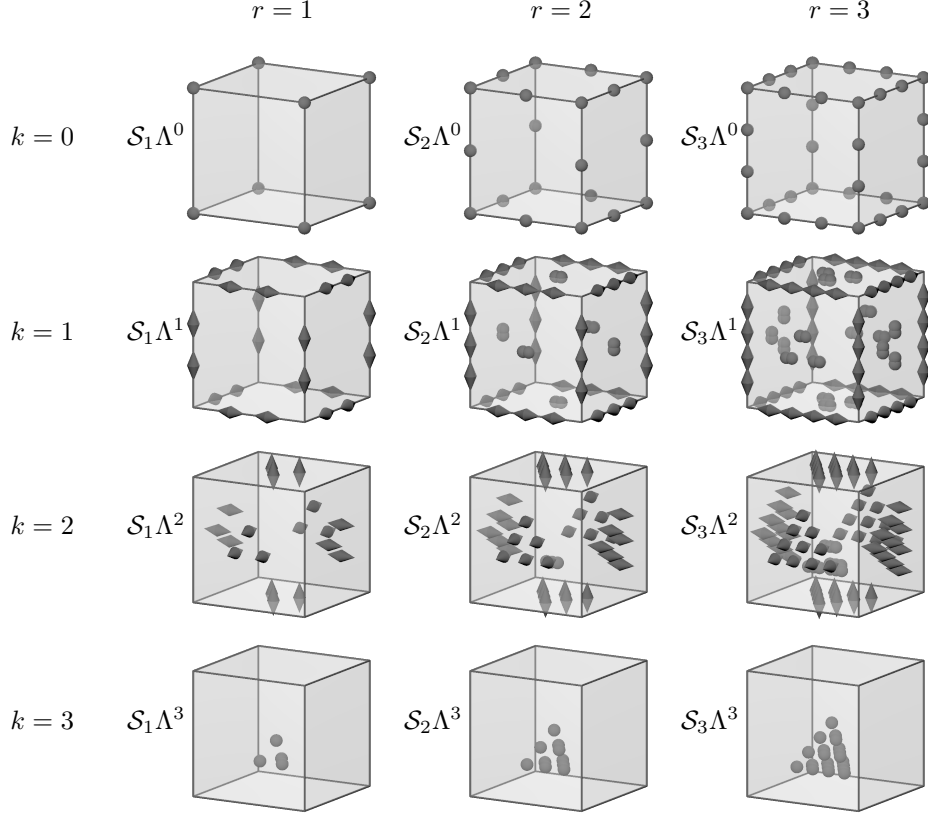 r = 1 r = 2 r = 3
k = 0 𝒮₁Λ⁰ 𝒮₂Λ⁰ 𝒮₃Λ⁰
k = 1 𝒮₁Λ¹ 𝒮₂Λ¹ 𝒮₃Λ¹
k = 2 𝒮₁Λ² 𝒮₂Λ² 𝒮₃Λ²
k = 3 𝒮₁Λ³ 𝒮₂Λ³ 𝒮₃Λ³